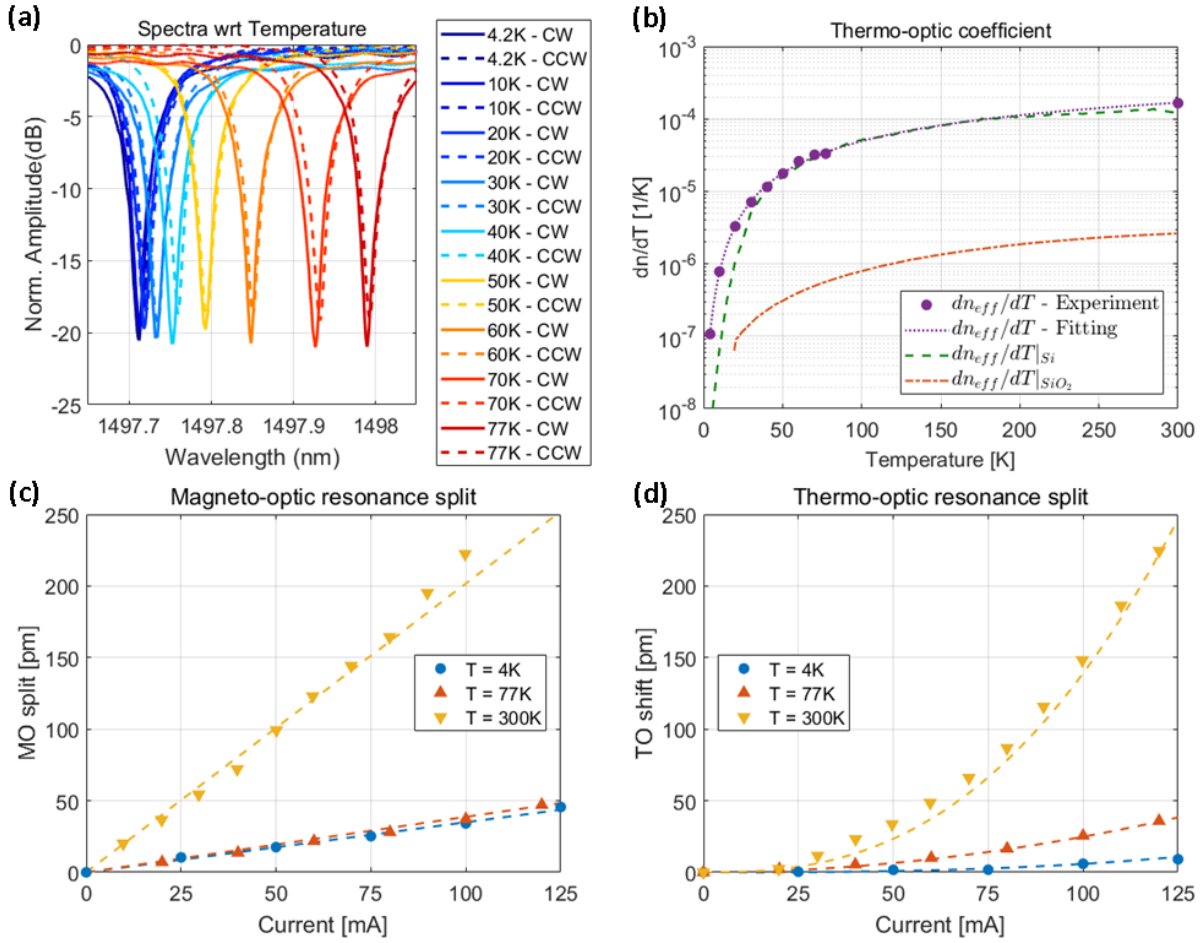 (a)
Spectra wrt Temperature
Norm. Amplitude(dB)
0
-5
-10
-15
-20
-25
1497.7
1497.8
1497.9
1498
Wavelength (nm)
4.2K - CW
4.2K - CCW
10K - CW
10K - CCW
20K - CW
20K - CCW
30K - CW
30K - CCW
40K - CW
40K - CCW
50K - CW
50K - CCW
60K - CW
60K - CCW
70K - CW
70K - CCW
77K - CW
77K - CCW
(b)
Thermo-optic coefficient
dn/dT [1/K]
10^-3
10^-4
10^-5
10^-6
10^-7
10^-8
0
50
100
150
200
250
300
Temperature [K]
dn_eff/dT - Experiment
dn_eff/dT - Fitting
dn_eff/dT|_Si
dn_eff/dT|_SiO₂
(c)
Magneto-optic resonance split
MO split [pm]
250
200
150
100
50
0
0
25
50
75
100
125
Current [mA]
T = 4K
T = 77K
T = 300K
(d)
Thermo-optic resonance split
TO shift [pm]
250
200
150
100
50
0
0
25
50
75
100
125
Current [mA]
T = 4K
T = 77K
T = 300K